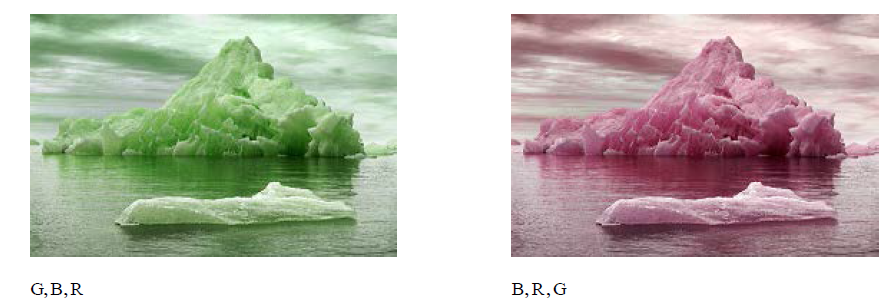 G, B, R
B, R, G